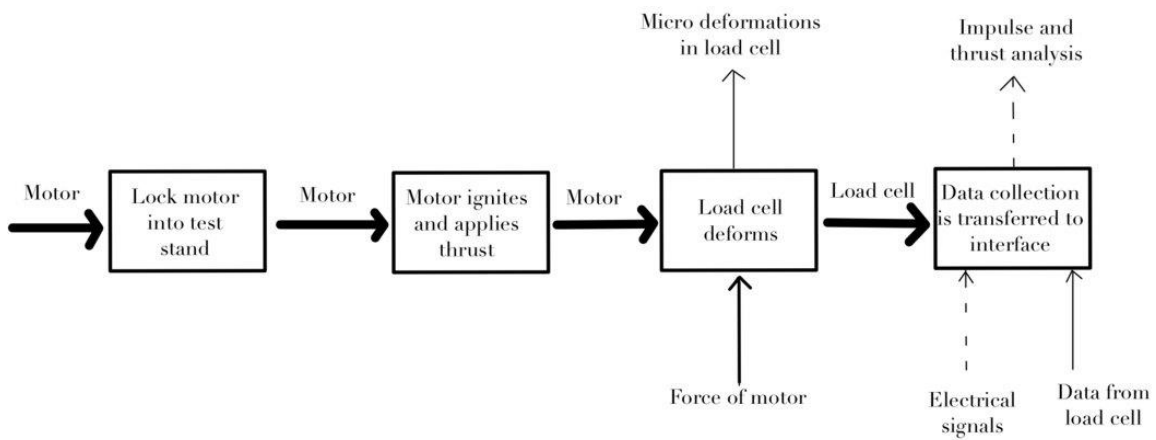 Micro deformations
in load cell
Impulse and
thrust analysis
Motor
Lock motor
into test
stand
Motor
Motor ignites
and applies
thrust
Motor
Load cell
deforms
Load cell
Data collection
is transferred to
interface
Force of motor
Electrical
signals
Data from
load cell